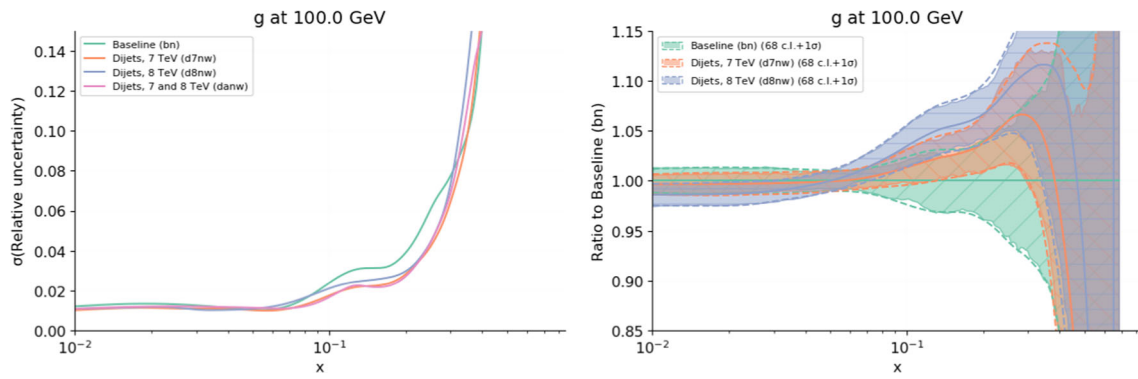 g at 100.0 GeV
σ(Relative uncertainty)
0.14
0.12
0.10
0.08
0.06
0.04
0.02
0.00
Baseline (bn)
Dijets, 7 TeV (d7nw)
Dijets, 8 TeV (d8nw)
Dijets, 7 and 8 TeV (danw)
10⁻²
10⁻¹
x
g at 100.0 GeV
Ratio to Baseline (bn)
1.15
1.10
1.05
1.00
0.95
0.90
0.85
Baseline (bn) (68 c.l.+1σ)
Dijets, 7 TeV (d7nw) (68 c.l.+1σ)
Dijets, 8 TeV (d8nw) (68 c.l.+1σ)
10⁻²
10⁻¹
x